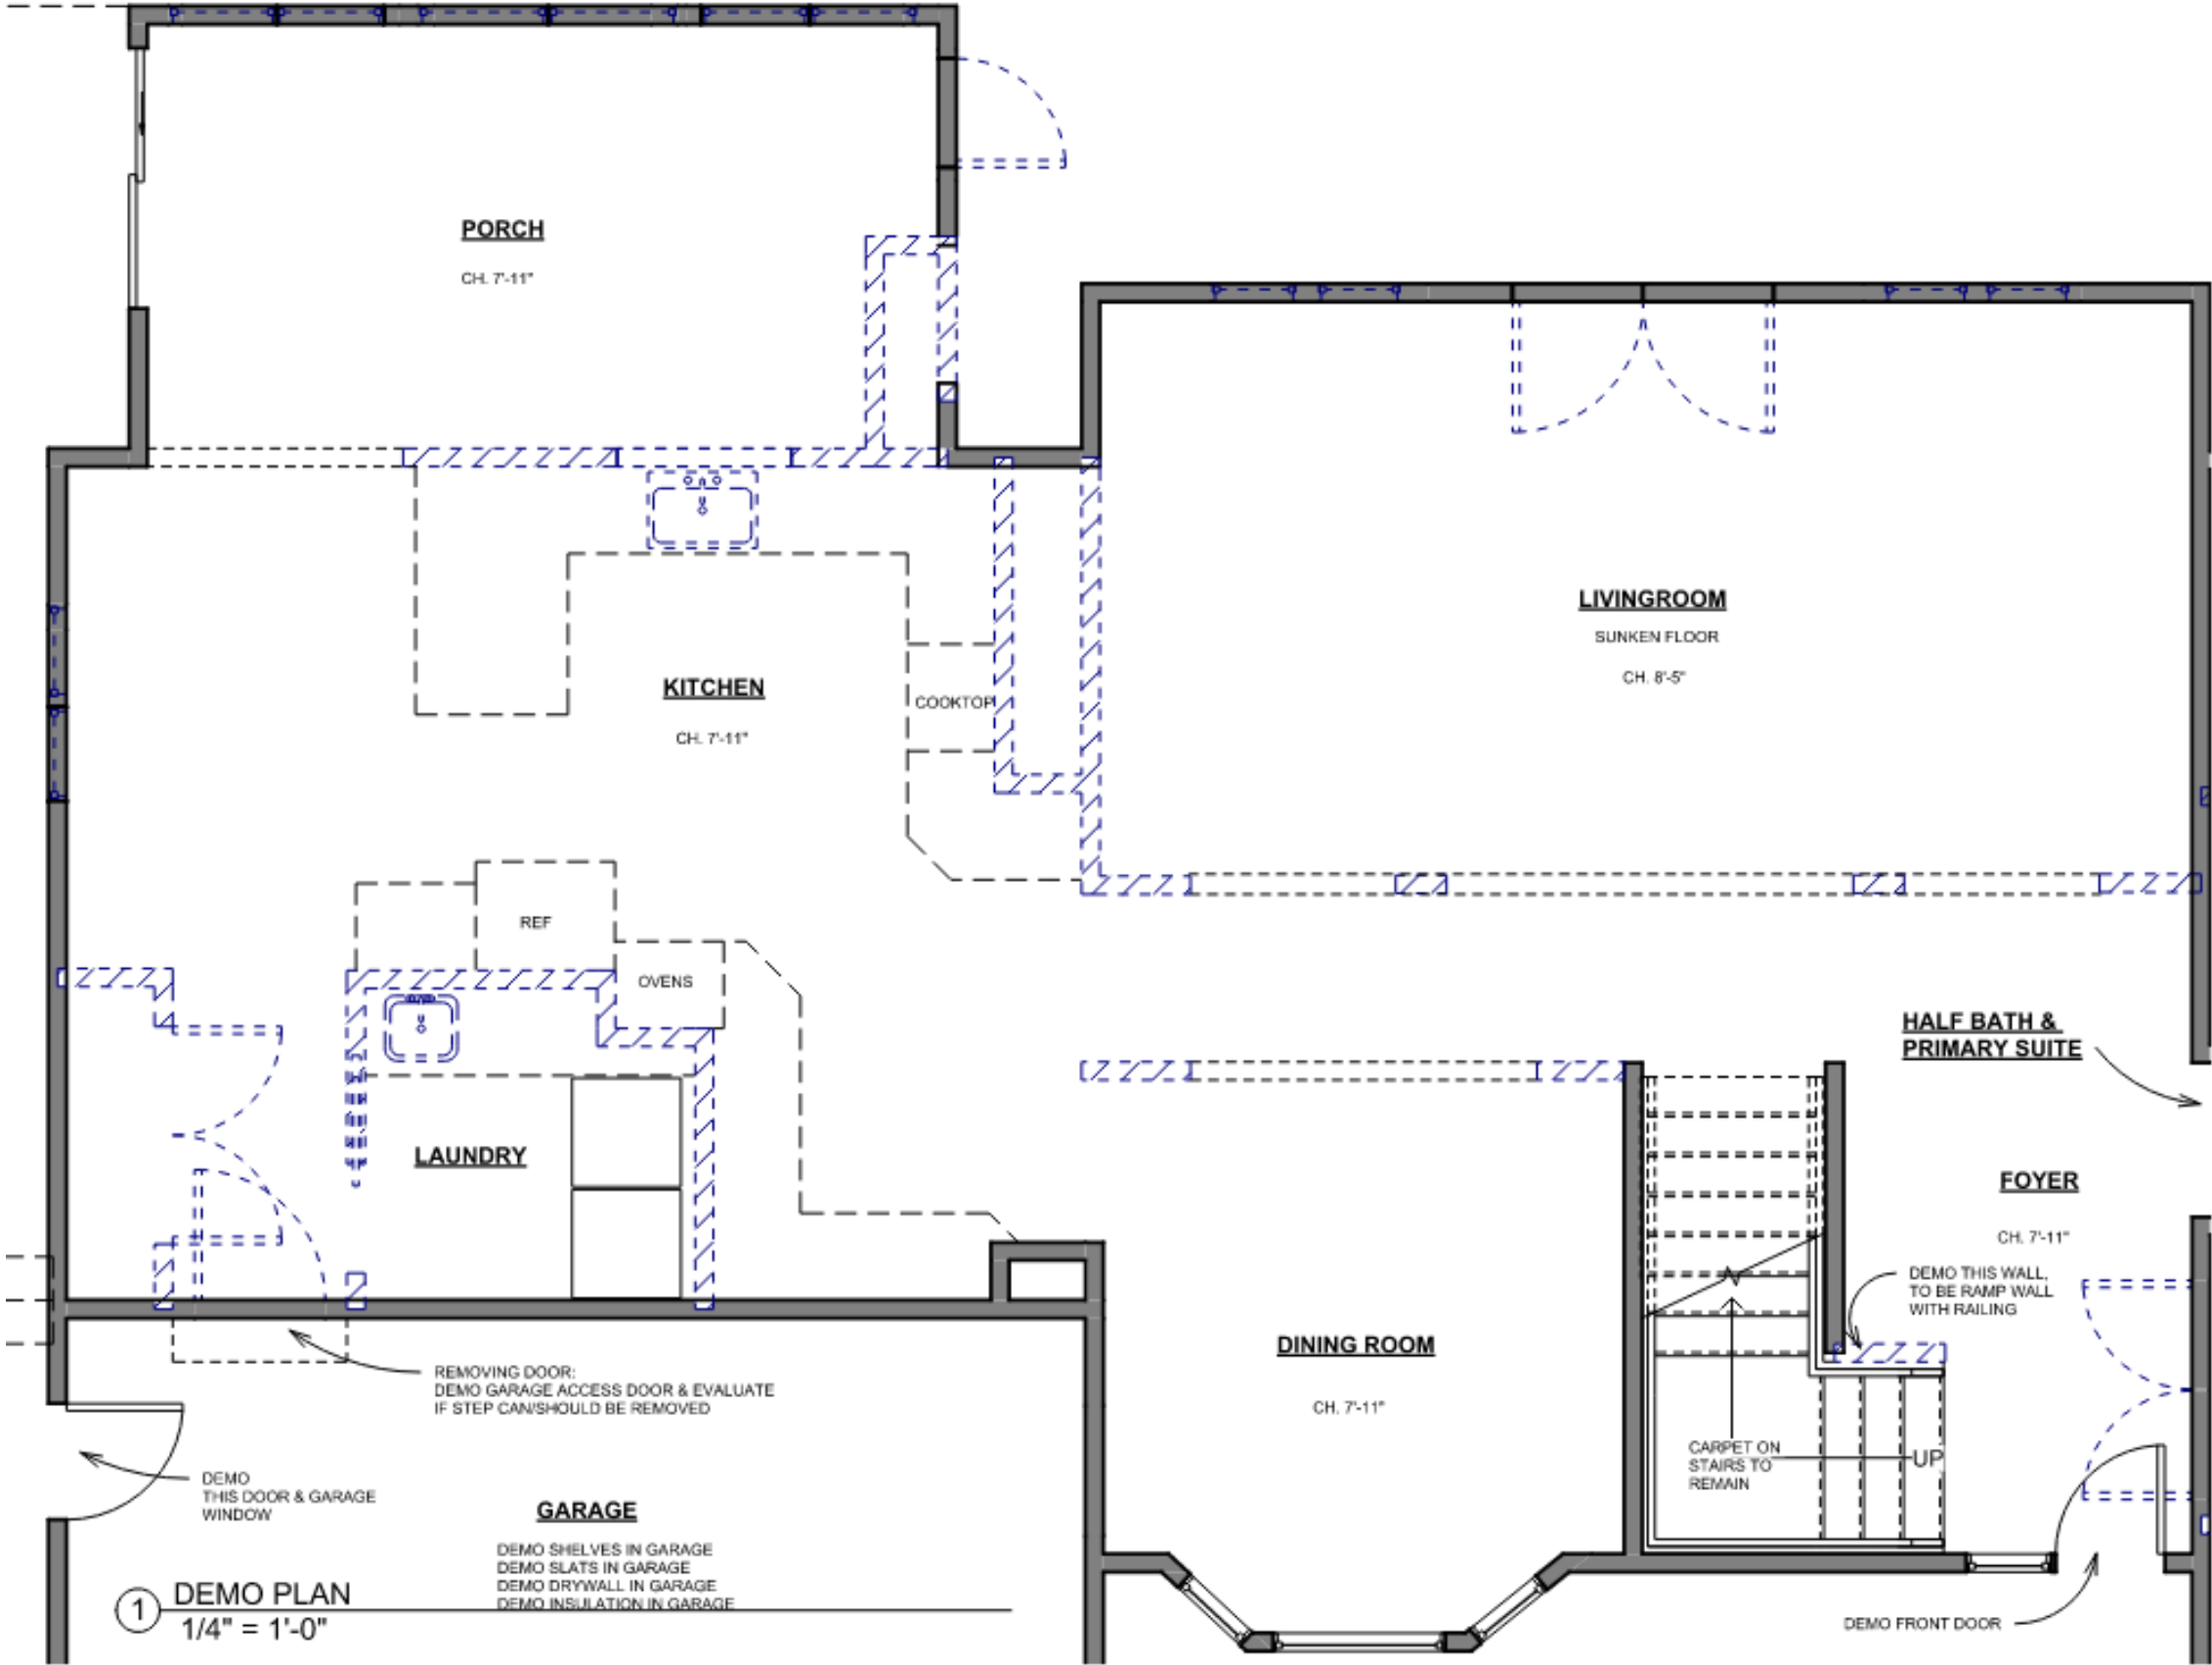 PORCH
CH. 7'-11"
LIVINGROOM
SUNKEN FLOOR
CH. 8'-5"
KITCHEN
CH. 7'-11"
COOKTOP
REF
OVENS
HALF BATH &
PRIMARY SUITE
LAUNDRY
FOYER
CH. 7'-11"
DEMO THIS WALL,
TO BE RAMP WALL
WITH RAILING
DINING ROOM
CH. 7'-11"
REMOVING DOOR:
DEMO GARAGE ACCESS DOOR & EVALUATE
IF STEP CAN/SHOULD BE REMOVED
CARPET ON
STAIRS TO
REMAIN
UP
DEMO
THIS DOOR & GARAGE
WINDOW
GARAGE
DEMO SHELVES IN GARAGE
DEMO SLATS IN GARAGE
DEMO DRYWALL IN GARAGE
DEMO INSULATION IN GARAGE
1 DEMO PLAN
1/4" = 1'-0"
DEMO FRONT DOOR